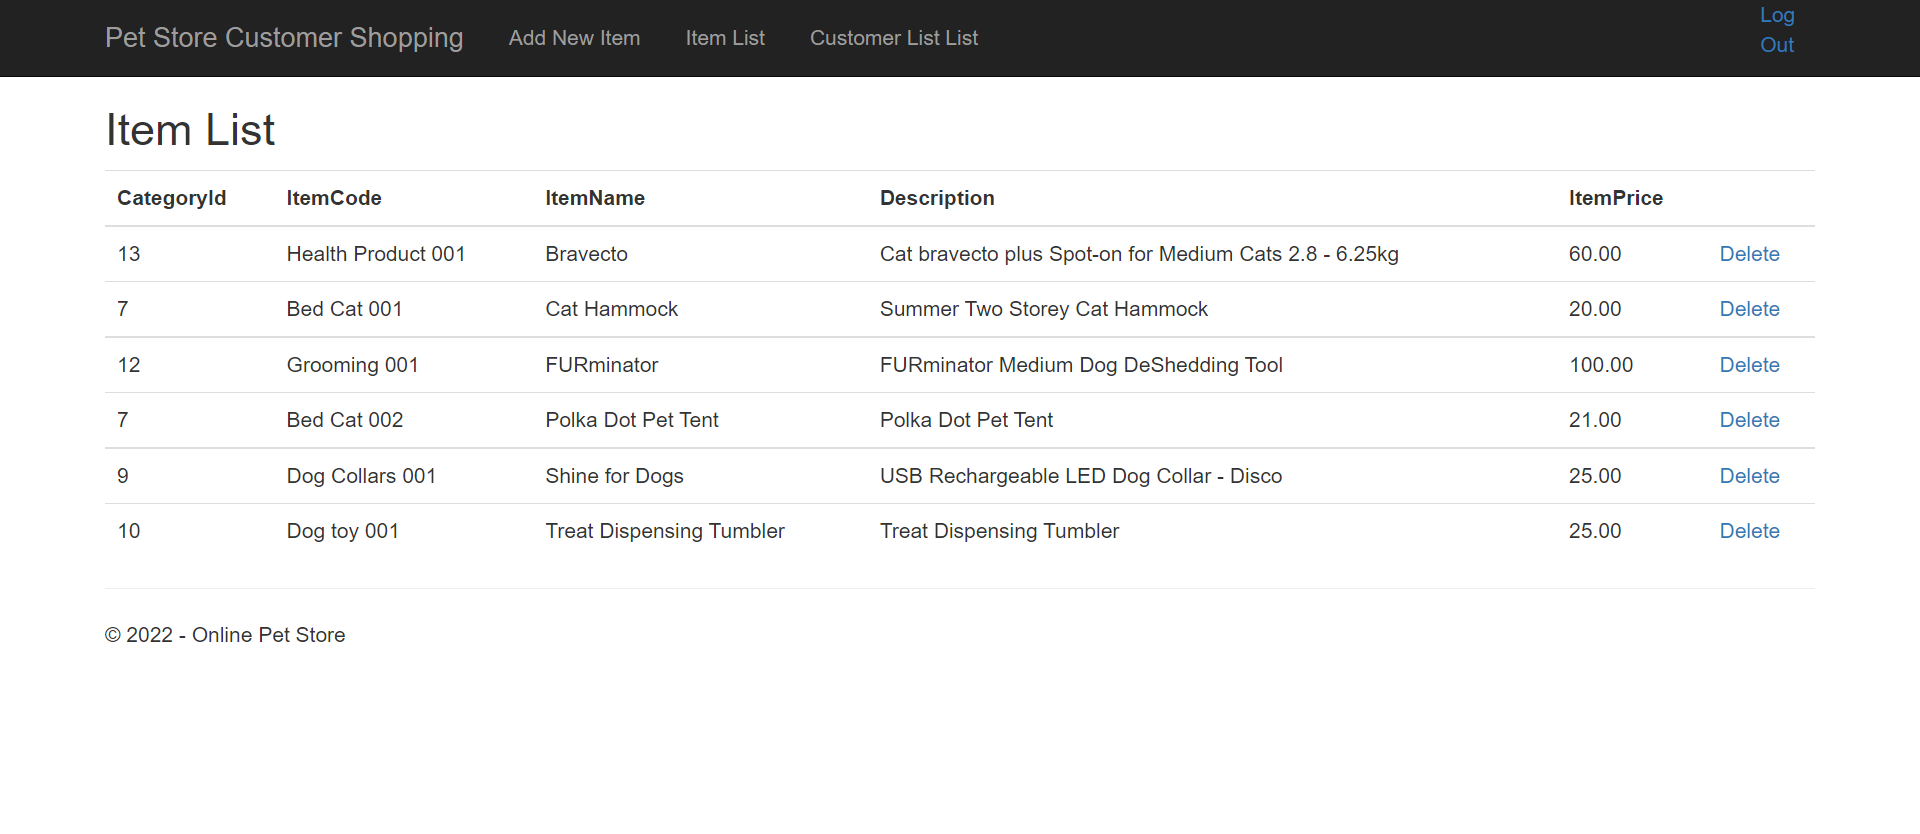 Pet Store Customer Shopping Add New Item Item List Customer List List Log
Out
Item List
CategoryId ItemCode ItemName Description ItemPrice
13 Health Product 001 Bravecto Cat bravecto plus Spot-on for Medium Cats 2.8 - 6.25kg 60.00 Delete
7 Bed Cat 001 Cat Hammock Summer Two Storey Cat Hammock 20.00 Delete
12 Grooming 001 FURminator FURminator Medium Dog DeShedding Tool 100.00 Delete
7 Bed Cat 002 Polka Dot Pet Tent Polka Dot Pet Tent 21.00 Delete
9 Dog Collars 001 Shine for Dogs USB Rechargeable LED Dog Collar - Disco 25.00 Delete
10 Dog toy 001 Treat Dispensing Tumbler Treat Dispensing Tumbler 25.00 Delete
© 2022 - Online Pet Store